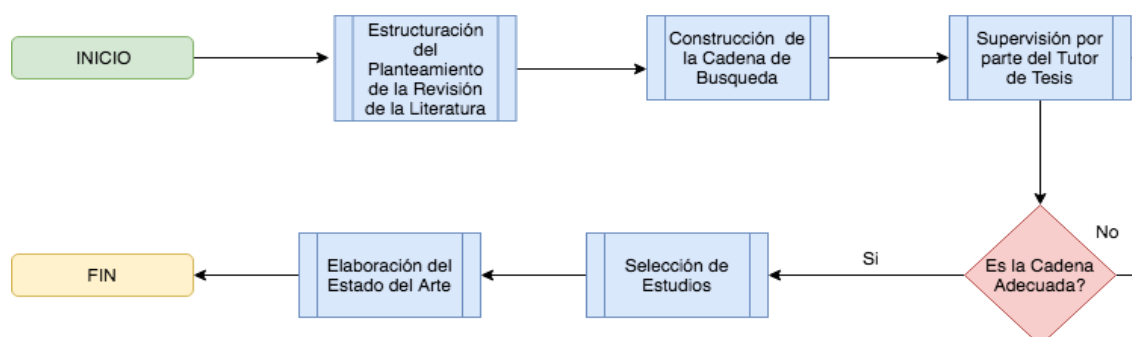 INICIO
Estructuración
del
Planteamiento
de la Revisión
de la Literatura
Construcción de
la Cadena de
Busqueda
Supervisión por
parte del Tutor
de Tesis
No
Es la Cadena
Adecuada?
Si
Selección de
Estudios
Elaboración del
Estado del Arte
FIN